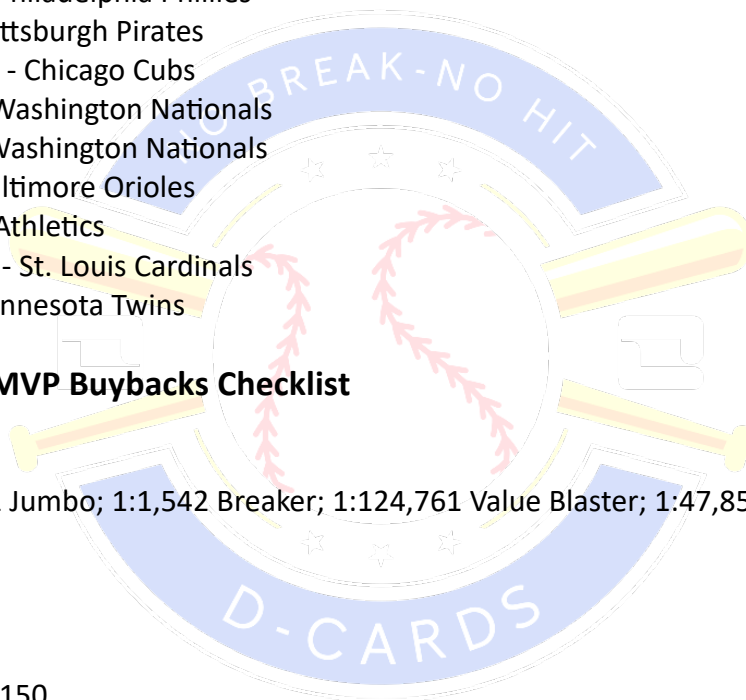 Philadelphia Phillies
ttsburgh Pirates
- Chicago Cubs
Washington Nationals
Washington Nationals
ltimore Orioles
Athletics
- St. Louis Cardinals
nnesota Twins
MVP Buybacks Checklist
Jumbo; 1:1,542 Breaker; 1:124,761 Value Blaster; 1:47,85
150
NO BREAK-NO HIT
D-CARDS